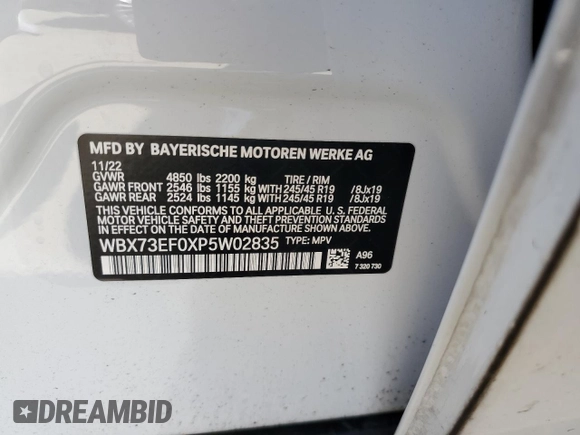 MFD BY BAYERISCHE MOTOREN WERKE AG
11/22
GVWR 4850 lbs 2200 kg TIRE / RIM
GAWR FRONT 2546 lbs 1155 kg WITH 245/45 R19 /8Jx19
GAWR REAR 2524 lbs 1145 kg WITH 245/45 R19 /8Jx19
THIS VEHICLE CONFORMS TO ALL APPLICABLE U.S. FEDERAL
MOTOR VEHICLE SAFETY, BUMPER, AND THEFT PREVENTION
STANDARDS IN EFFECT ON THE DATE OF MANUFACTURE SHOWN ABOVE.
WBX73EF0XP5W02835 TYPE: MPV
A96
7 320 730
DREAMBID